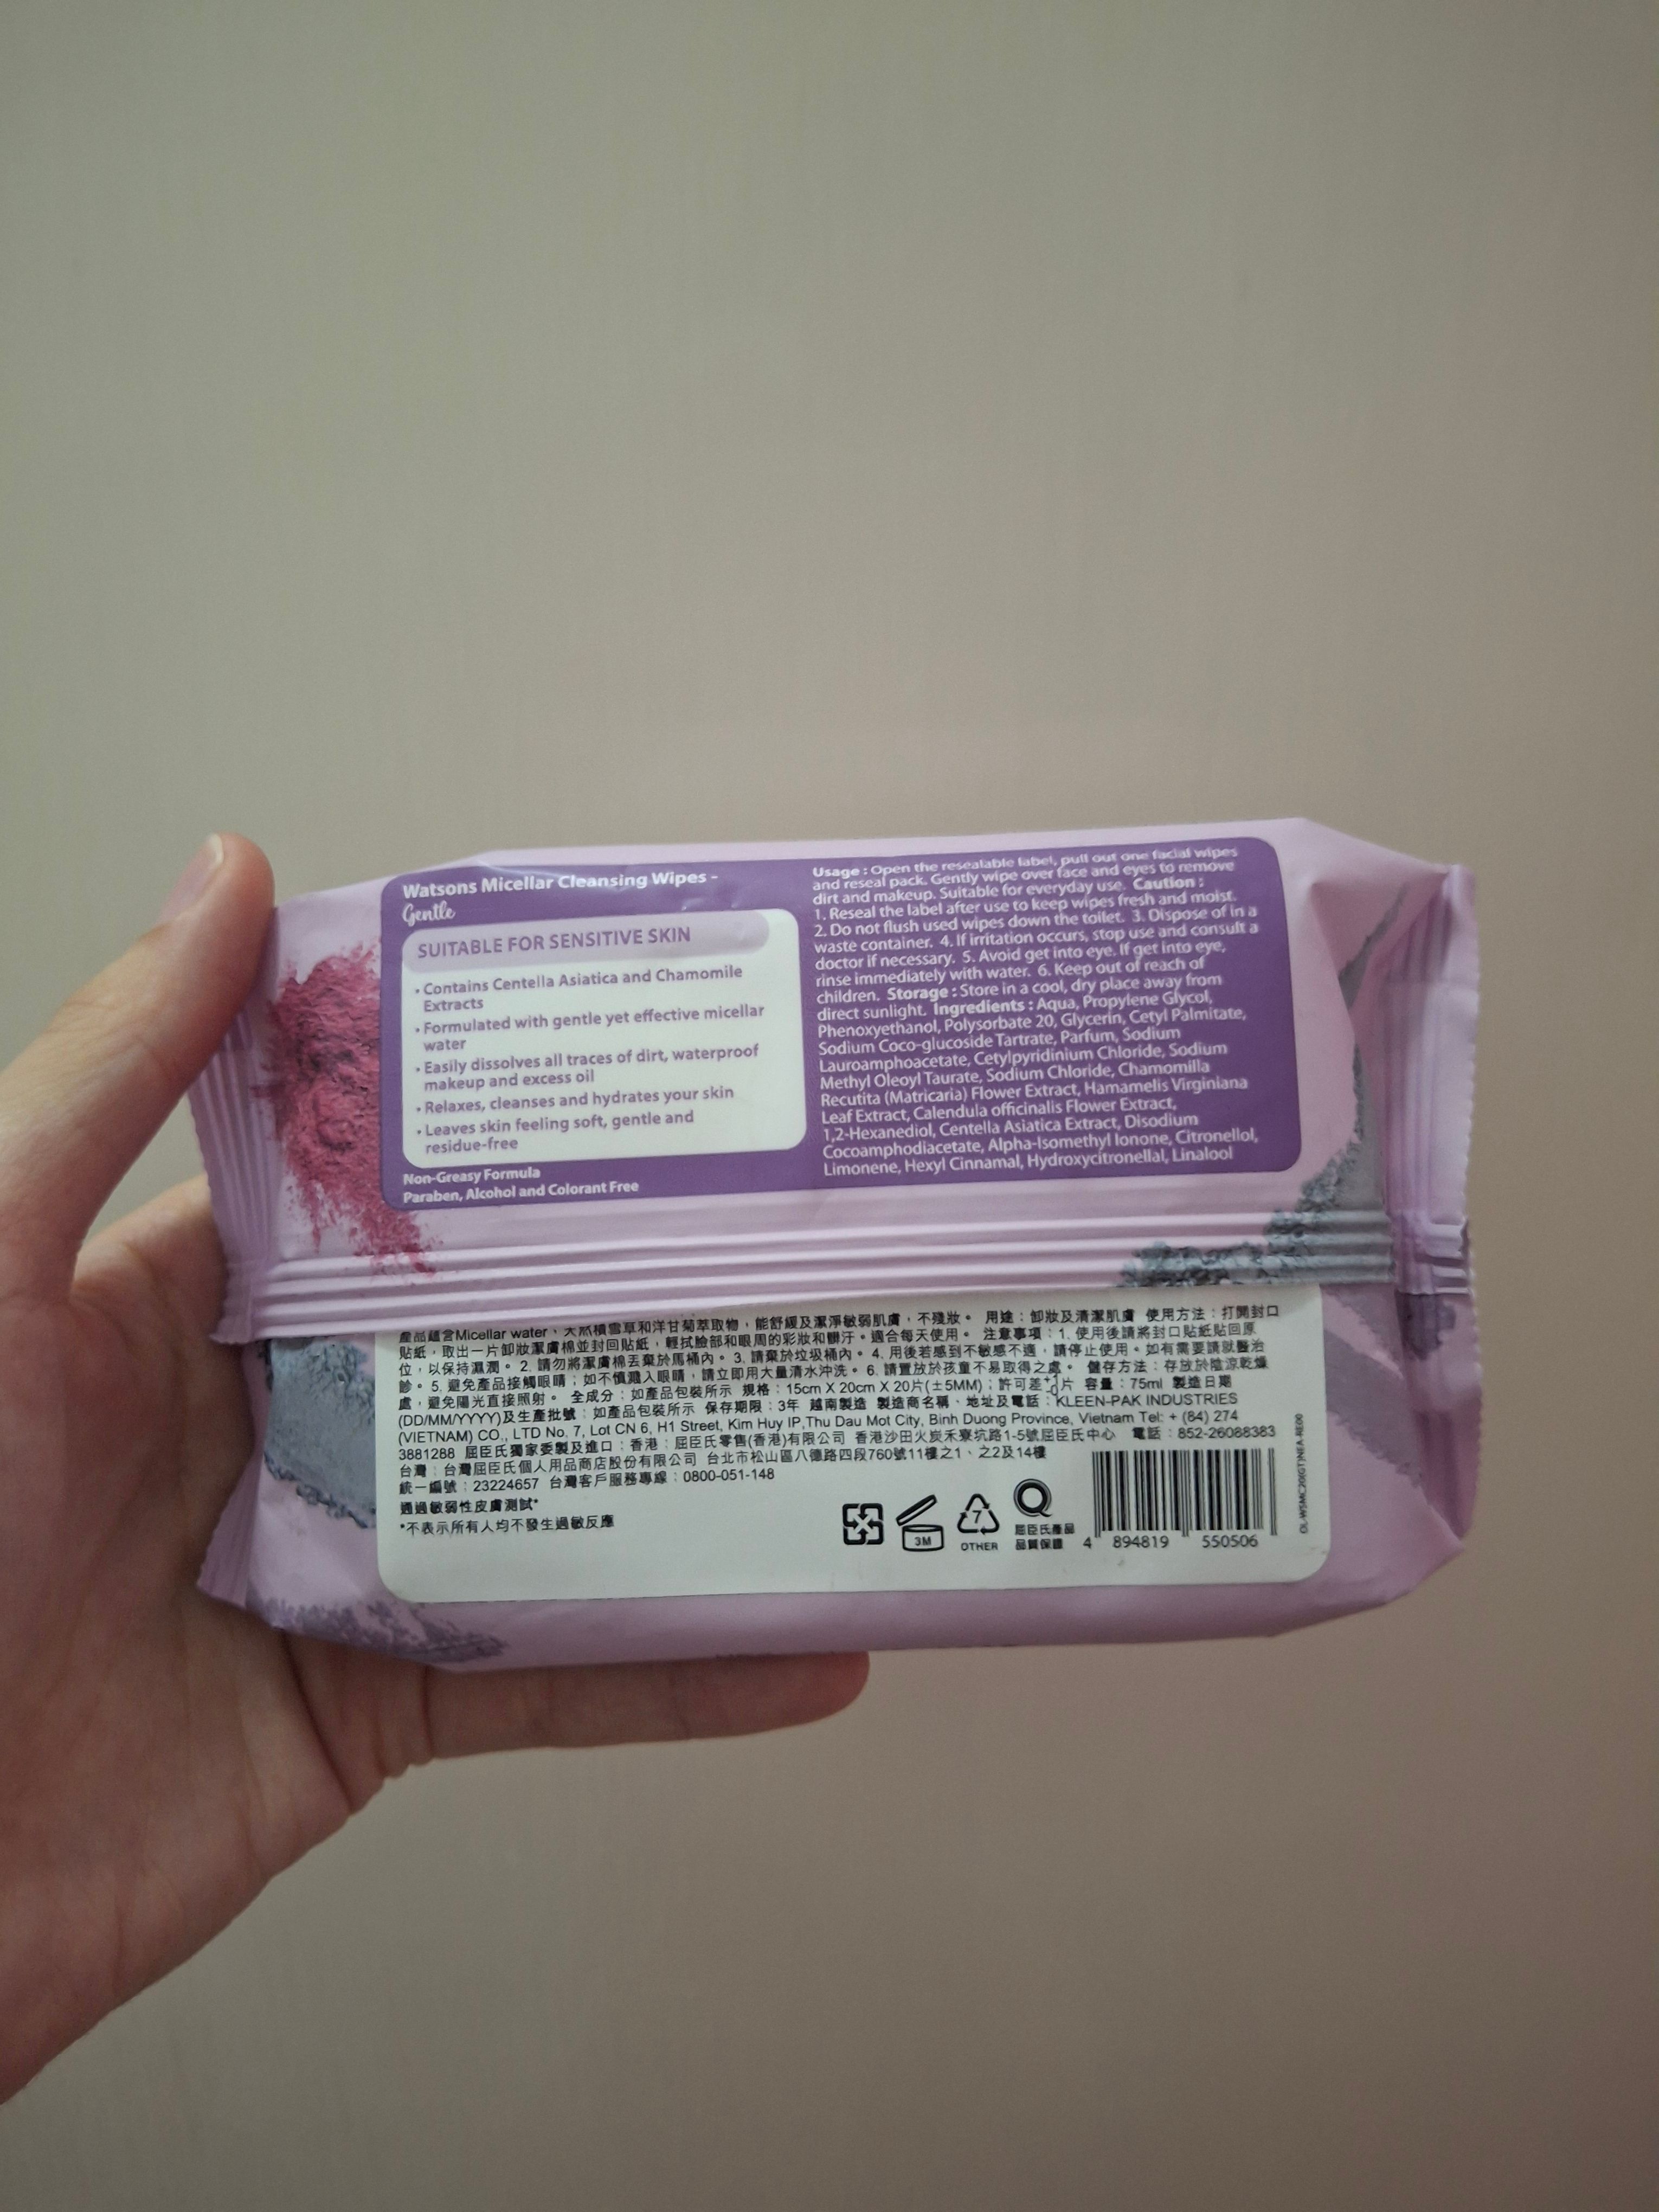 Watsons Micellar Cleansing Wipes -
Gentle
SUITABLE FOR SENSITIVE SKIN
• Contains Centella Asiatica and Chamomile
Extracts
• Formulated with gentle yet effective micellar
water
• Easily dissolves all traces of dirt, waterproof
makeup and excess oil
• Relaxes, cleanses and hydrates your skin
• Leaves skin feeling soft, gentle and
residue-free
Non-Greasy Formula
Paraben, Alcohol and Colorant Free
Usage : Open the resealable label, pull out one facial wipes
and reseal pack. Gently wipe over face and eyes to remove
dirt and makeup. Suitable for everyday use. Caution :
1. Reseal the label after use to keep wipes fresh and moist.
2. Do not flush used wipes down the toilet. 3. Dispose of in a
waste container. 4. If irritation occurs, stop use and consult a
doctor if necessary. 5. Avoid get into eye. If get into eye,
rinse immediately with water. 6. Keep out of reach of
children. Storage : Store in a cool, dry place away from
direct sunlight. Ingredients : Aqua, Propylene Glycol,
Phenoxyethanol, Polysorbate 20, Glycerin, Cetyl Palmitate,
Sodium Coco-glucoside Tartrate, Parfum, Sodium
Lauroamphoacetate, Cetylpyridinium Chloride, Sodium
Methyl Oleoyl Taurate, Sodium Chloride, Chamomilla
Recutita (Matricaria) Flower Extract, Hamamelis Virginiana
Leaf Extract, Calendula officinalis Flower Extract,
1,2-Hexanediol, Centella Asiatica Extract, Disodium
Cocoamphodiacetate, Alpha-Isomethyl Ionone, Citronellol,
Limonene, Hexyl Cinnamal, Hydroxycitronellal, Linalool
產品蘊含Micellar water、天然積雪草和洋甘菊萃取物，能舒緩及潔淨敏弱肌膚，不殘妝。 用途：卸妝及清潔肌膚 使用方法：打開封口
貼紙，取出一片卸妝潔膚棉並封回貼紙，輕拭臉部和眼周的彩妝和髒汙。適合每天使用。 注意事項：1. 使用後請將封口貼紙貼回原
位，以保持濕潤。 2. 請勿將潔膚棉丟棄於馬桶內。 3. 請棄於垃圾桶內。 4. 用後若感到不敏感不適，請停止使用。如有需要請就醫治
診。 5. 避免產品接觸眼睛；如不慎濺入眼睛，請立即用大量清水沖洗。 6. 請置放於孩童不易取得之處。 儲存方法：存放於陰涼乾燥
處，避免陽光直接照射。 全成分：如產品包裝所示 規格：15cm X 20cm X 20片(±5MM)；許可差+1-0片 容量：75ml 製造日期
(DD/MM/YYYY)及生產批號：如產品包裝所示 保存期限：3年 越南製造 製造商名稱、地址及電話：KLEEN-PAK INDUSTRIES
(VIETNAM) CO., LTD No. 7, Lot CN 6, H1 Street, Kim Huy IP,Thu Dau Mot City, Binh Duong Province, Vietnam Tel: + (84) 274
3881288 屈臣氏獨家委製及進口：香港：屈臣氏零售(香港)有限公司 香港沙田火炭禾寮坑路1-5號屈臣氏中心 電話：852-26088383
台灣：台灣屈臣氏個人用品商店股份有限公司 台北市松山區八德路四段760號11樓之1、之2及14樓
統一編號：23224657 台灣客戶服務專線：0800-051-148
通過敏弱性皮膚測試*
*不表示所有人均不發生過敏反應
3M
7
OTHER
Q
屈臣氏產品
品質保證
4 894819 550506